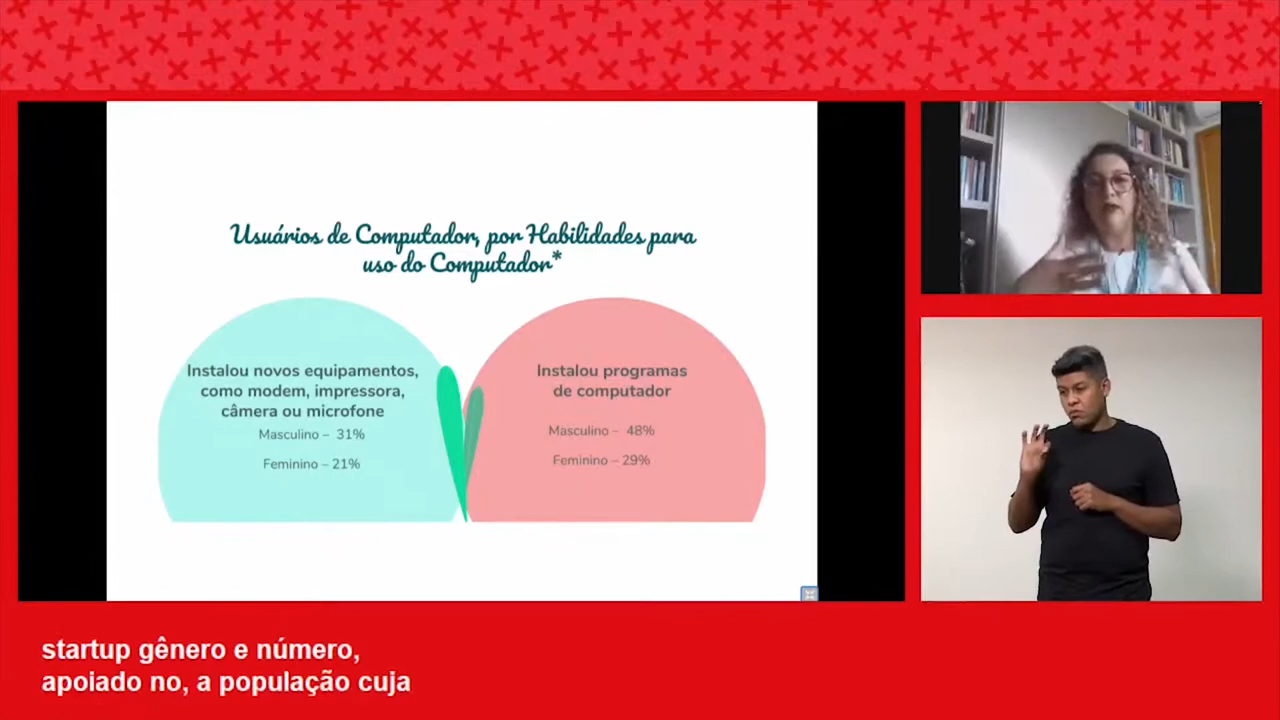 Usuários de Computador, por Habilidades para
uso do Computador*
Instalou novos equipamentos,
como modem, impressora,
câmera ou microfone
Masculino – 31%
Feminino – 21%
Instalou programas
de computador
Masculino – 48%
Feminino – 29%
startup gênero e número,
apoiado no, a população cuja